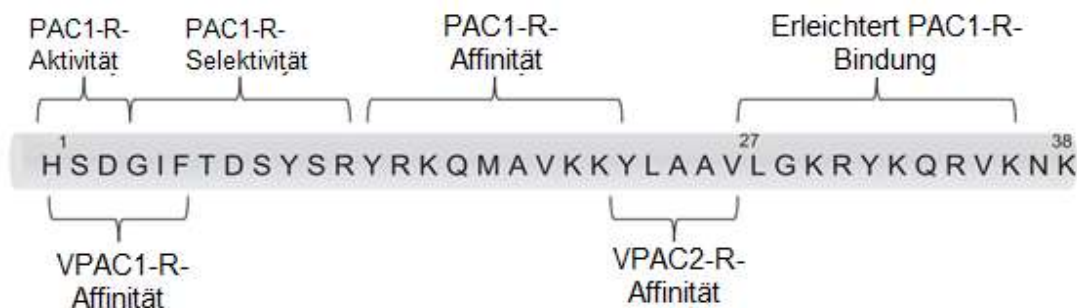 PAC1-R-
Aktivität
PAC1-R-
Selektivität
PAC1-R-
Affinität
Erleichtert PAC1-R-
Bindung
1 27 38
H S D G I F T D S Y S R Y R K Q M A V K K Y L A A V L G K R Y K Q R V K N K
VPAC1-R-
Affinität
VPAC2-R-
Affinität